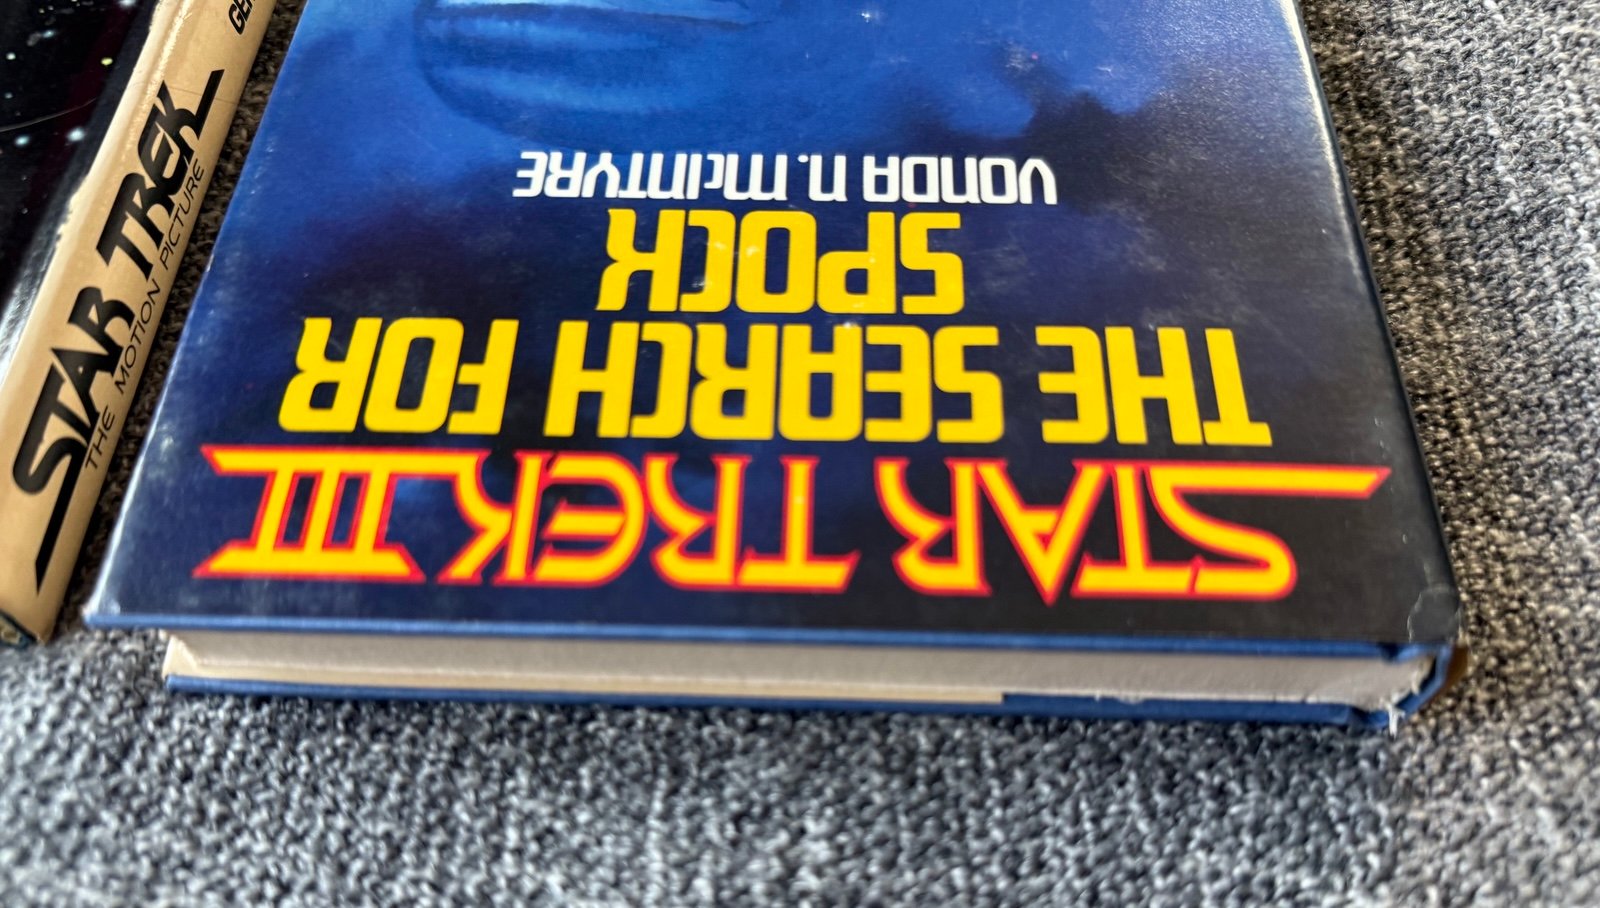 STAR TREK III
THE SEARCH FOR
SPOCK
VONDA N. McINTYRE
STAR TREK
THE MOTION PICTURE